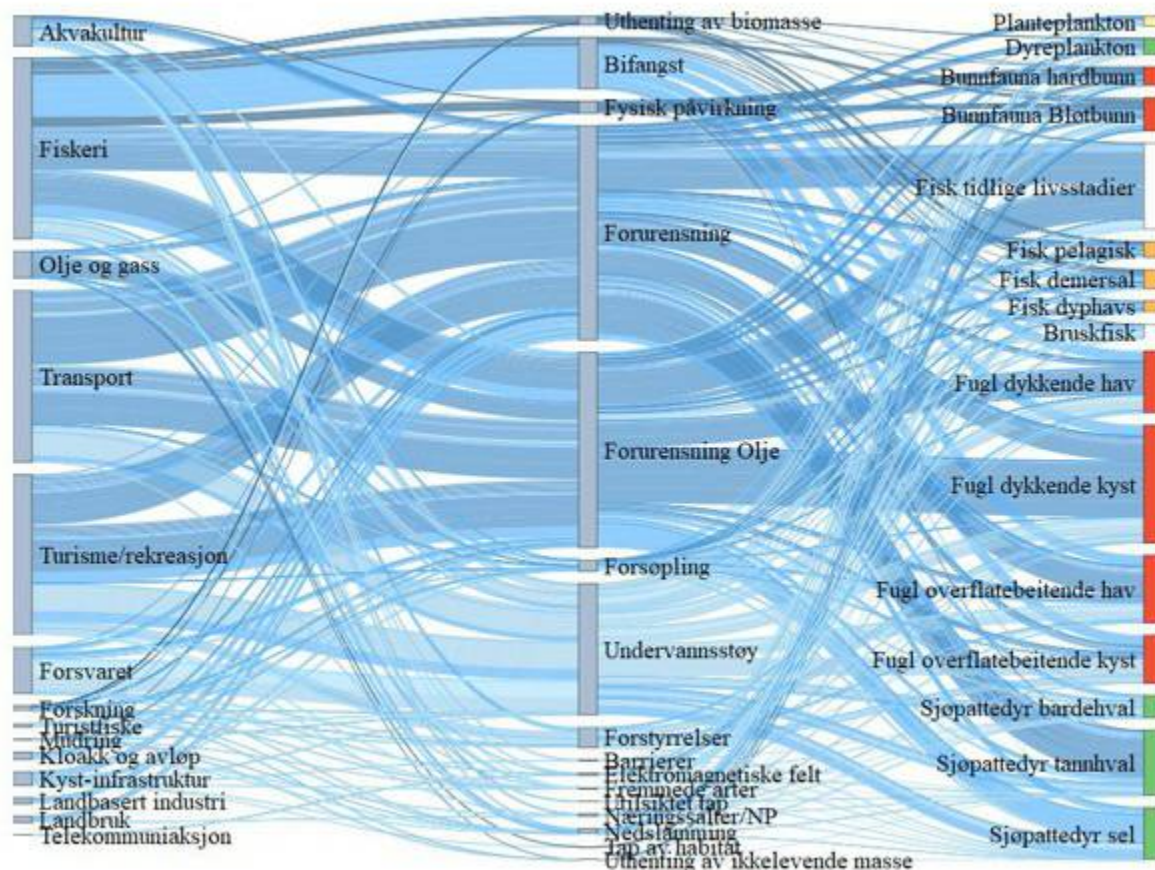 Akvakultur
Fiskeri
Olje og gass
Transport
Turisme/rekreasjon
Forsvaret
Forskning
Turistfiske
Mudring
Kloakk og avløp
Kyst-infrastruktur
Landbasert industri
Landbruk
Telekommuniaksjon
Uthenting av biomasse
Bifangst
Fysisk påvirkning
Forurensning
Forurensning Olje
Forsøpling
Undervannsstøy
Forstyrrelser
Barrierer
Elektromagnetiske felt
Fremmede arter
Utilsiktet tap
Næringssalter/NP
Nedslamming
Tap av habitat
Uthenting av ikkelevende masse
Planteplankton
Dyreplankton
Bunnfauna hardbunn
Bunnfauna Bløtbunn
Fisk tidlige livsstadier
Fisk pelagisk
Fisk demersal
Fisk dyphavs
Bruskfisk
Fugl dykkende hav
Fugl dykkende kyst
Fugl overflatebeitende hav
Fugl overflatebeitende kyst
Sjøpattedyr bardehval
Sjøpattedyr tannhval
Sjøpattedyr sel